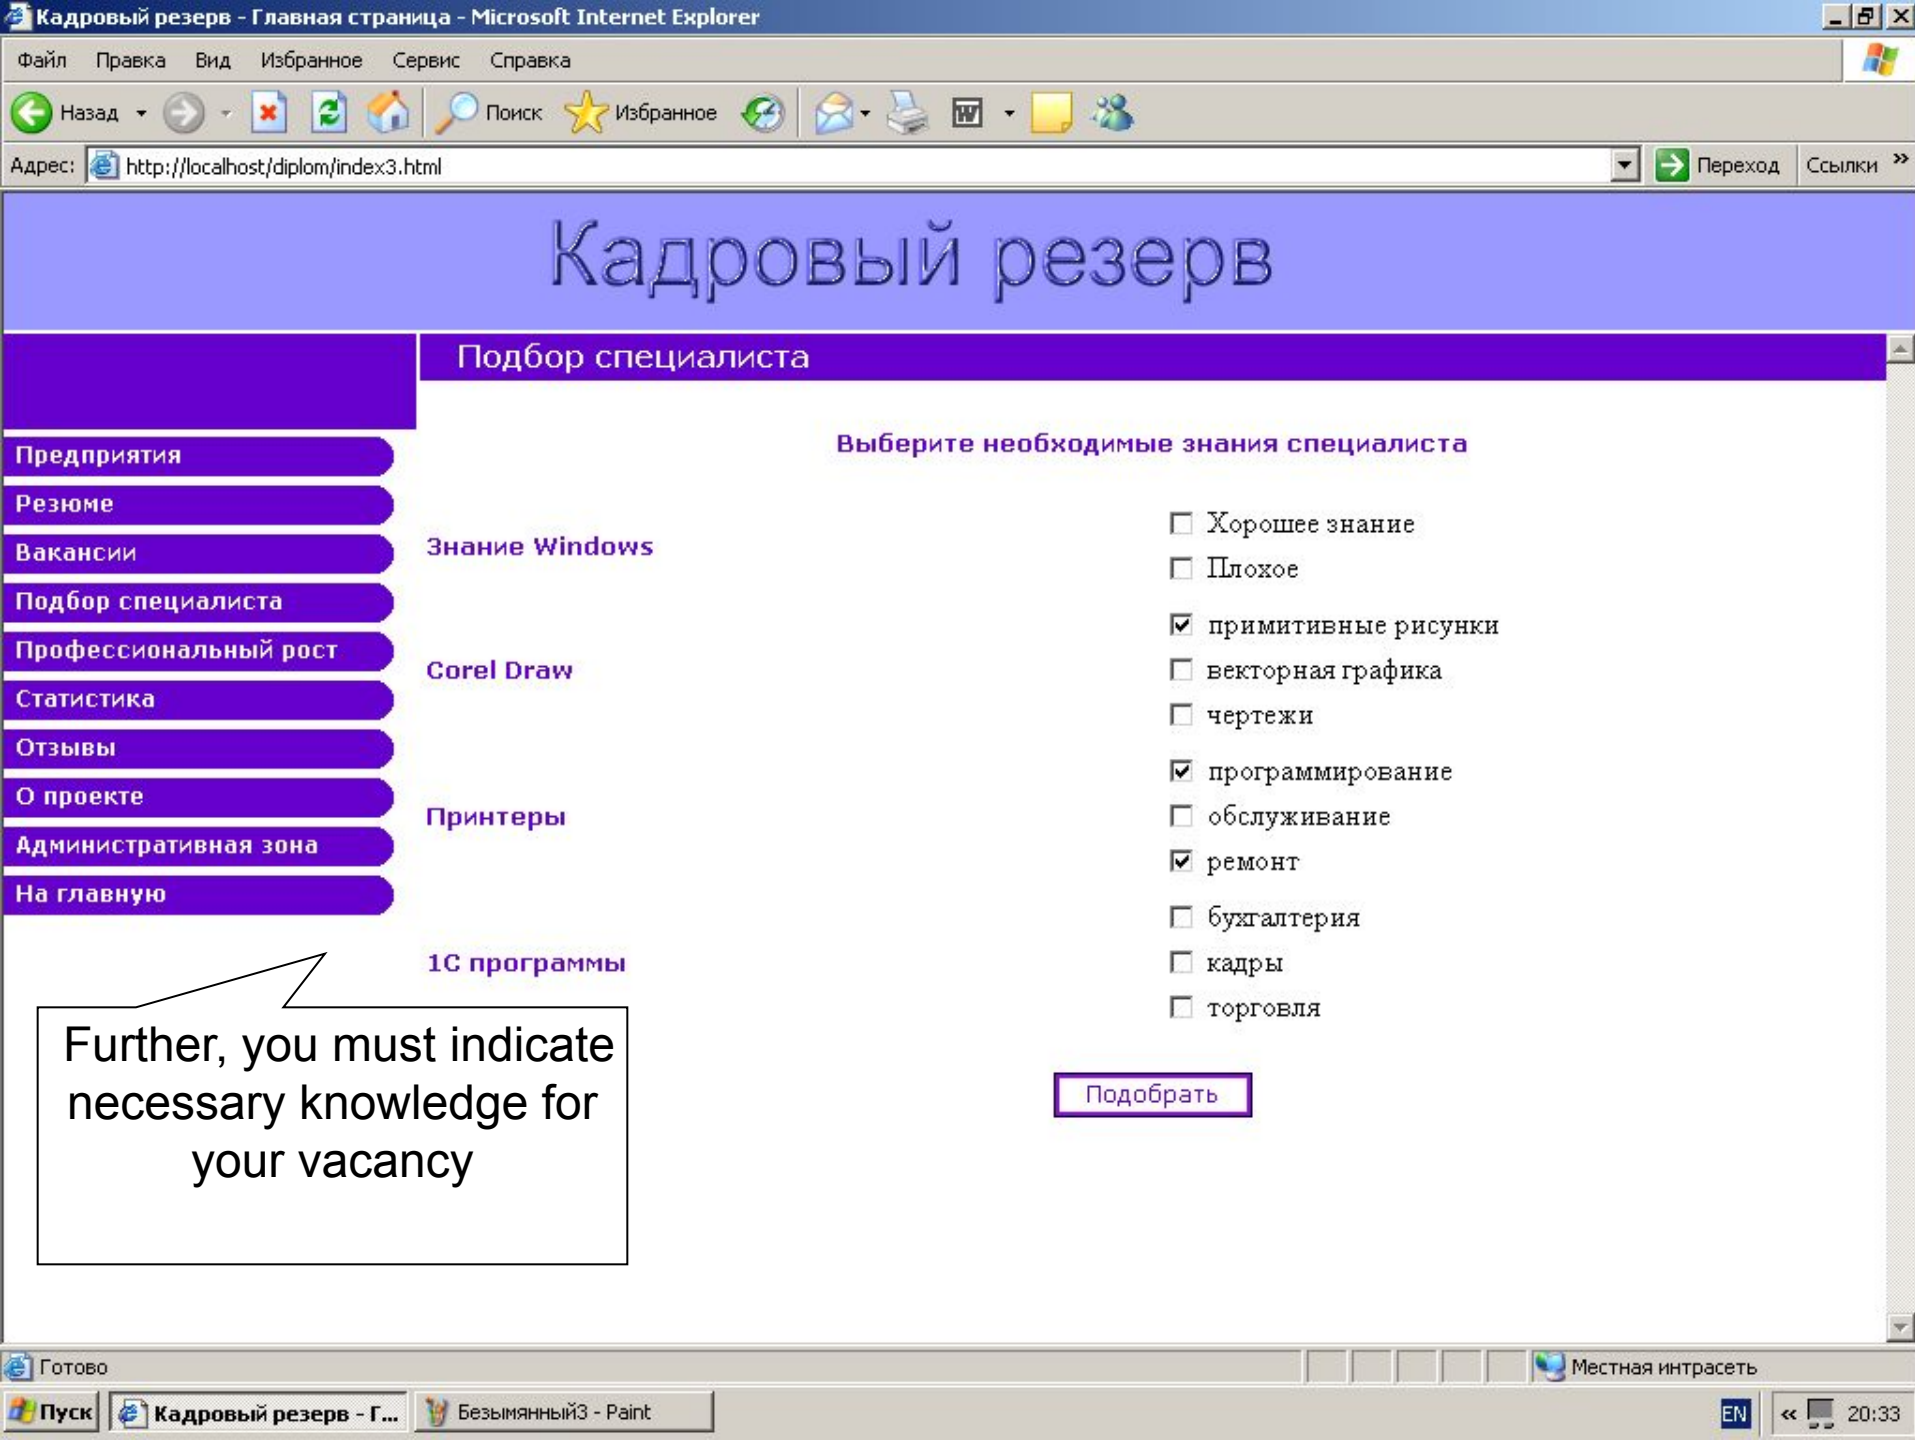 Кадровый резерв - Главная страница - Microsoft Internet Explorer
Файл Правка Вид Избранное Сервис Справка
Назад Поиск Избранное
Адрес: http://localhost/diplom/index3.html Переход Ссылки »
Кадровый резерв
Подбор специалиста
Предприятия
Резюме
Вакансии
Подбор специалиста
Профессиональный рост
Статистика
Отзывы
О проекте
Административная зона
На главную
Выберите необходимые знания специалиста
Знание Windows
Хорошее знание
Плохое
Corel Draw
примитивные рисунки
векторная графика
чертежи
Принтеры
программирование
обслуживание
ремонт
1С программы
бухгалтерия
кадры
торговля
Подобрать
Further, you must indicate
necessary knowledge for
your vacancy
Готово Местная интрасеть
Пуск Кадровый резерв - Г... Безымянный3 - Paint EN « 20:33